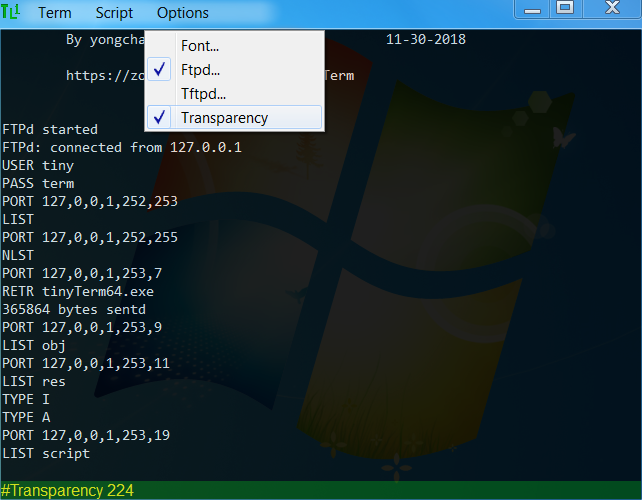 TL1 Term Script Options
By yongcha 11-30-2018
Font...
https://zo Term
Ftpd...
Tftpd...
Transparency
FTPd started
FTPd: connected from 127.0.0.1
USER tiny
PASS term
PORT 127,0,0,1,252,253
LIST
PORT 127,0,0,1,252,255
NLST
PORT 127,0,0,1,253,7
RETR tinyTerm64.exe
365864 bytes sentd
PORT 127,0,0,1,253,9
LIST obj
PORT 127,0,0,1,253,11
LIST res
TYPE I
TYPE A
PORT 127,0,0,1,253,19
LIST script
#Transparency 224